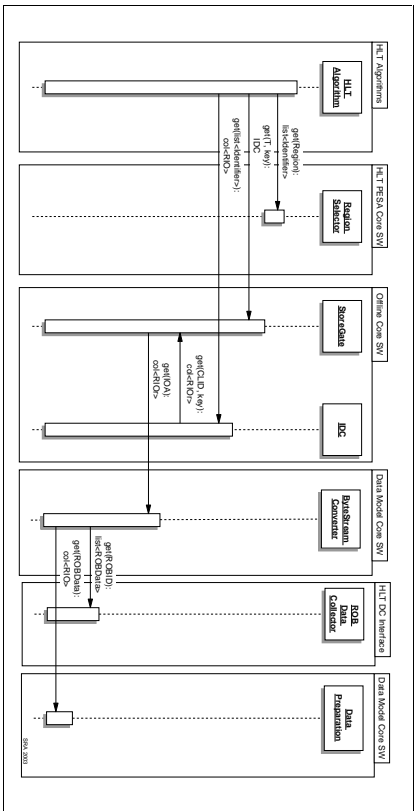 HLT Algorithms
HLT
Algorithm
HLT PESA Core SW
Region
Selector
Offline Core SW
StoreGate
IDC
Data Model Core SW
ByteStream
Converter
HLT DC Interface
ROB
Data
Collector
Data Model Core SW
Data
Preparation
get(Region):
list<Identifier>
get(T, key):
IDC
get(list<Identifier>):
col<RIO>
get(CLID, key):
col<RIOr>
get(IOA):
col<RIOr>
get(ROBID):
list<ROBData>
get(ROBData):
col<RIO>
SRA 2003